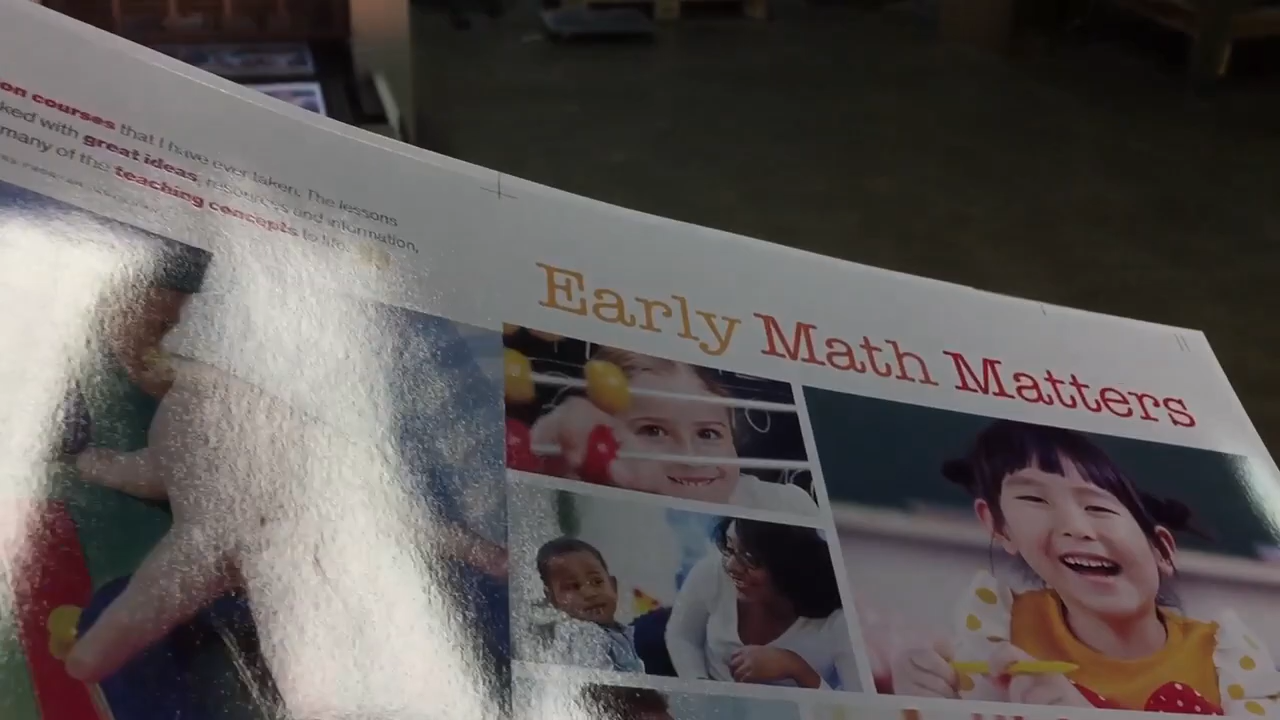 on courses that I have ever taken. The lessons
ked with great ideas, resources and information,
many of the teaching concepts to life.
Early Math Matters